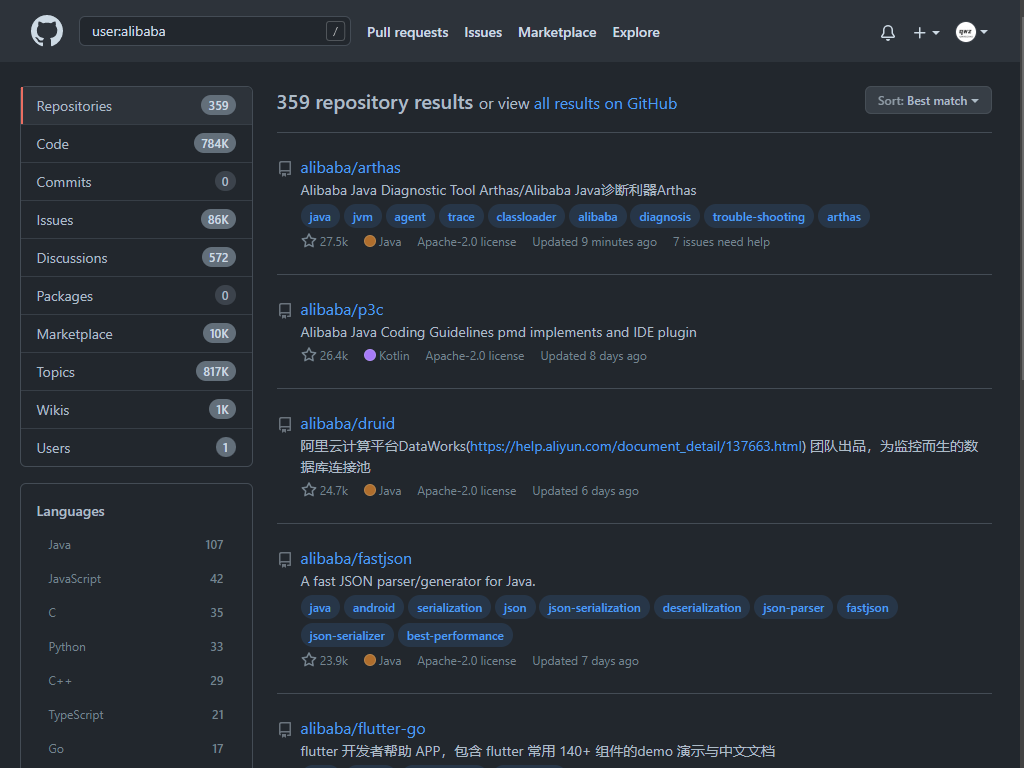 user:alibaba
/
Pull requests
Issues
Marketplace
Explore
Repositories 359
Code 784K
Commits 0
Issues 86K
Discussions 572
Packages 0
Marketplace 10K
Topics 817K
Wikis 1K
Users 1
Languages
Java 107
JavaScript 42
C 35
Python 33
C++ 29
TypeScript 21
Go 17
359 repository results or view all results on GitHub
Sort: Best match
alibaba/arthas
Alibaba Java Diagnostic Tool Arthas/Alibaba Java诊断利器Arthas
java jvm agent trace classloader alibaba diagnosis trouble-shooting arthas
27.5k Java Apache-2.0 license Updated 9 minutes ago 7 issues need help
alibaba/p3c
Alibaba Java Coding Guidelines pmd implements and IDE plugin
26.4k Kotlin Apache-2.0 license Updated 8 days ago
alibaba/druid
阿里云计算平台DataWorks(https://help.aliyun.com/document_detail/137663.html) 团队出品，为监控而生的数
据库连接池
24.7k Java Apache-2.0 license Updated 6 days ago
alibaba/fastjson
A fast JSON parser/generator for Java.
java android serialization json json-serialization deserialization json-parser fastjson
json-serializer best-performance
23.9k Java Apache-2.0 license Updated 7 days ago
alibaba/flutter-go
flutter 开发者帮助 APP，包含 flutter 常用 140+ 组件的demo 演示与中文文档